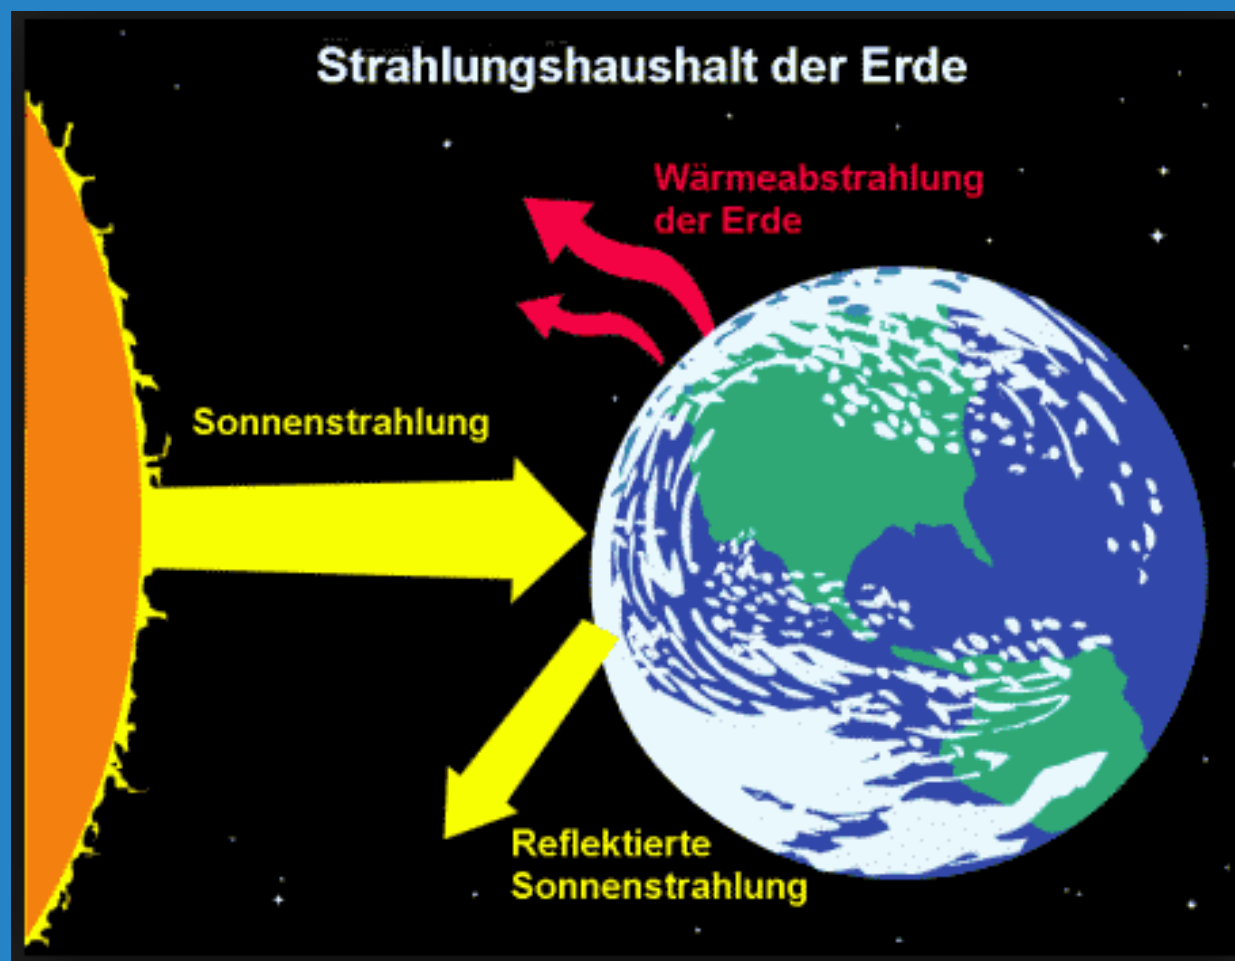 Strahlungshaushalt der Erde
Wärmeabstrahlung
der Erde
Sonnenstrahlung
Reflektierte
Sonnenstrahlung